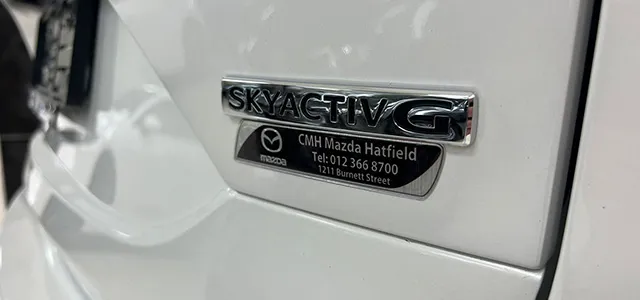 SKYACTIV G
CMH Mazda Hatfield
mazda
Tel: 012 366 8700
1211 Burnett Street